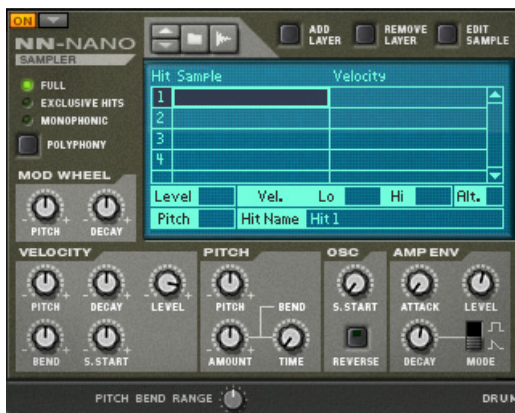 ON
NN-NANO
SAMPLER
ADD LAYER
REMOVE LAYER
EDIT SAMPLE
FULL
EXCLUSIVE HITS
MONOPHONIC
POLYPHONY
Hit Sample Velocity
1
2
3
4
Level Vel. Lo Hi Alt.
Pitch Hit Name Hit 1
MOD WHEEL
PITCH DECAY
VELOCITY
PITCH DECAY LEVEL
BEND S.START
PITCH
PITCH BEND
AMOUNT TIME
OSC
S.START
REVERSE
AMP ENV
ATTACK LEVEL
DECAY MODE
PITCH BEND RANGE
DRUM